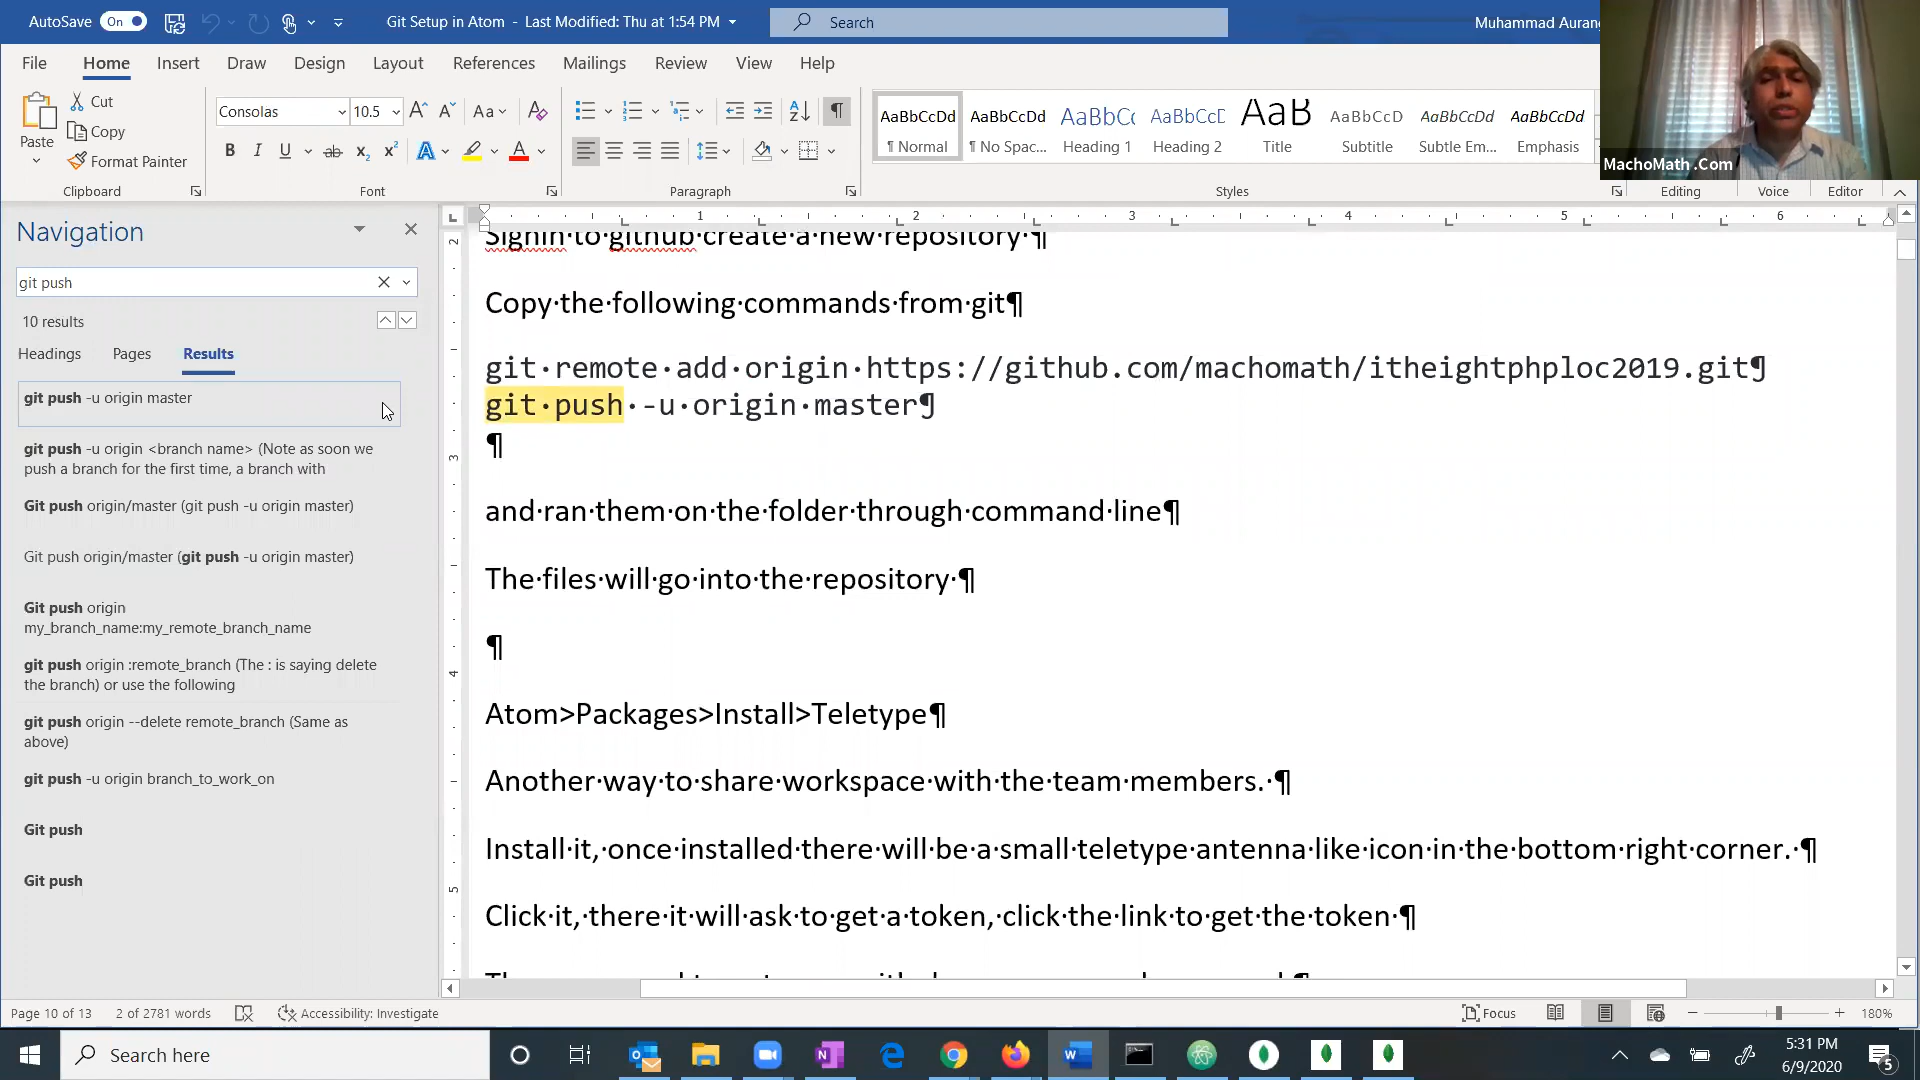 AutoSave On Git Setup in Atom - Last Modified: Thu at 1:54 PM Search Muhammad Aurang
File Home Insert Draw Design Layout References Mailings Review View Help
Paste Cut Copy Format Painter Clipboard
Consolas 10.5 Font
Paragraph
AaBbCcDd AaBbCcDd AaBbCc AaBbCcD AaB AaBbCcD AaBbCcDd AaBbCcDd
¶ Normal ¶ No Spac... Heading 1 Heading 2 Title Subtitle Subtle Em... Emphasis
Styles Editing Voice Editor
MachoMath .Com
Navigation
git push
10 results
Headings Pages Results
git push -u origin master
git push -u origin <branch name> (Note as soon we
push a branch for the first time, a branch with
Git push origin/master (git push -u origin master)
Git push origin/master (git push -u origin master)
Git push origin
my_branch_name:my_remote_branch_name
git push origin :remote_branch (The : is saying delete
the branch) or use the following
git push origin --delete remote_branch (Same as
above)
git push -u origin branch_to_work_on
Git push
Git push
1 2 3 4 5 6
2 3 4 5
Signin·to·github·create·a·new·repository·¶
Copy·the·following·commands·from·git¶
git·remote·add·origin·https://github.com/machomath/itheightphploc2019.git¶
git·push·-u·origin·master¶
¶
and·ran·them·on·the·folder·through·command·line¶
The·files·will·go·into·the·repository·¶
¶
Atom>Packages>Install>Teletype¶
Another·way·to·share·workspace·with·the·team·members.·¶
Install·it,·once·installed·there·will·be·a·small·teletype·antenna·like·icon·in·the·bottom·right·corner.·¶
Click·it,·there·it·will·ask·to·get·a·token,·click·the·link·to·get·the·token·¶
Page 10 of 13 2 of 2781 words Accessibility: Investigate Focus 180%
Search here
5:31 PM
6/9/2020
5